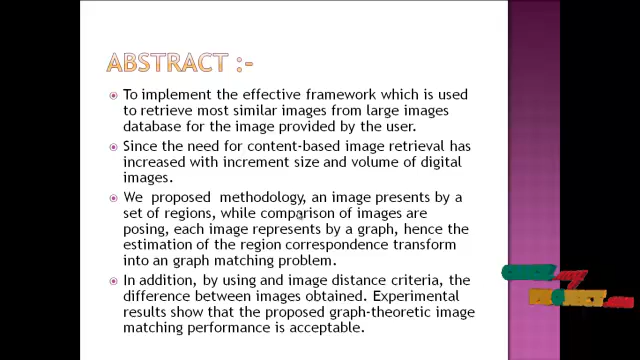 ABSTRACT :-
To implement the effective framework which is used
to retrieve most similar images from large images
database for the image provided by the user.
Since the need for content-based image retrieval has
increased with increment size and volume of digital
images.
We proposed methodology, an image presents by a
set of regions, while comparison of images are
posing, each image represents by a graph, hence the
estimation of the region correspondence transform
into an graph matching problem.
In addition, by using and image distance criteria, the
difference between images obtained. Experimental
results show that the proposed graph-theoretic image
matching performance is acceptable.